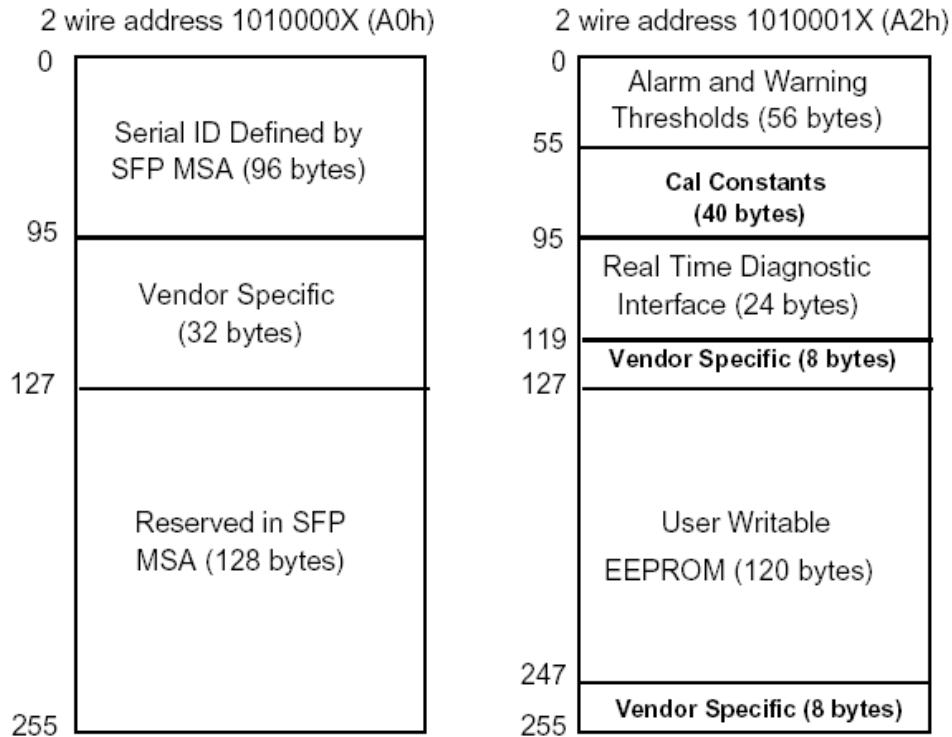 2 wire address 1010000X (A0h)
0
Serial ID Defined by
SFP MSA (96 bytes)
95
Vendor Specific
(32 bytes)
127
Reserved in SFP
MSA (128 bytes)
255
2 wire address 1010001X (A2h)
0
Alarm and Warning
Thresholds (56 bytes)
55
Cal Constants
(40 bytes)
95
Real Time Diagnostic
Interface (24 bytes)
119
Vendor Specific (8 bytes)
127
User Writable
EEPROM (120 bytes)
247
Vendor Specific (8 bytes)
255